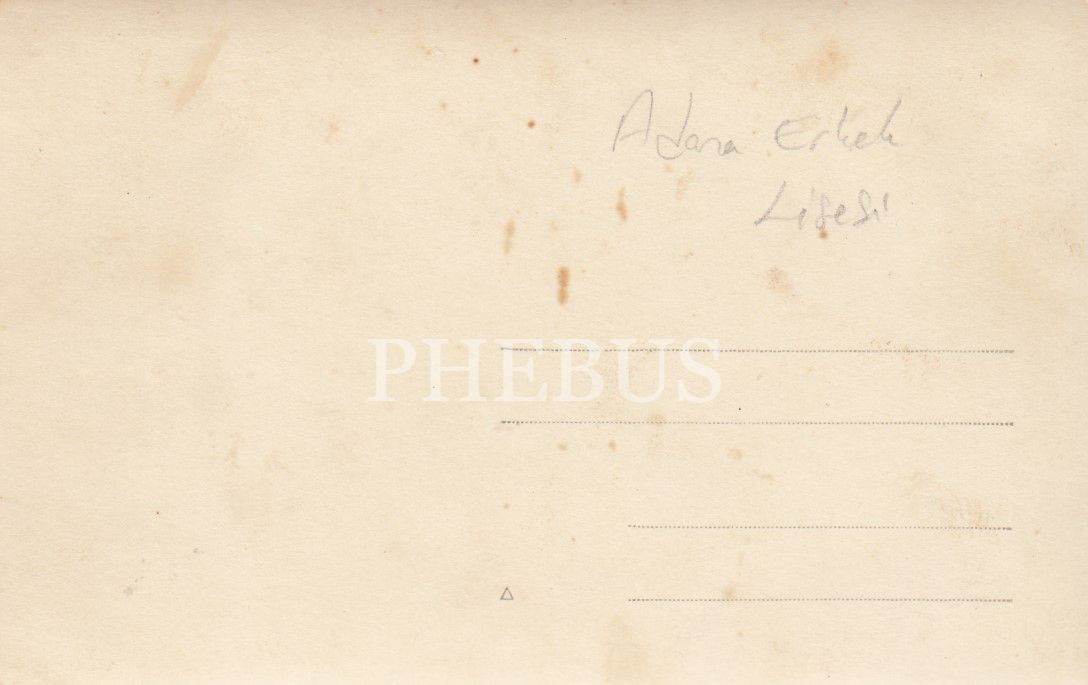 Adana Erkek
Lisesi
PHEBUS